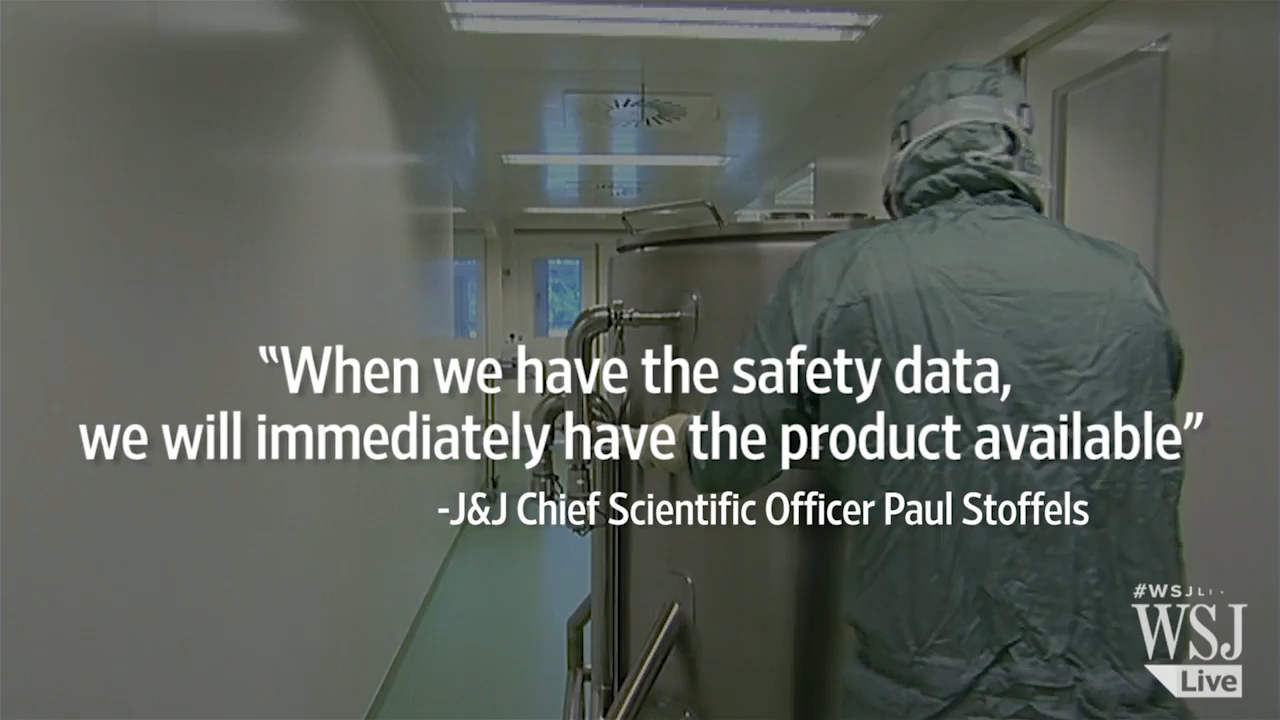 “When we have the safety data,
we will immediately have the product available”
-J&J Chief Scientific Officer Paul Stoffels
#WSJLI
WSJ
Live